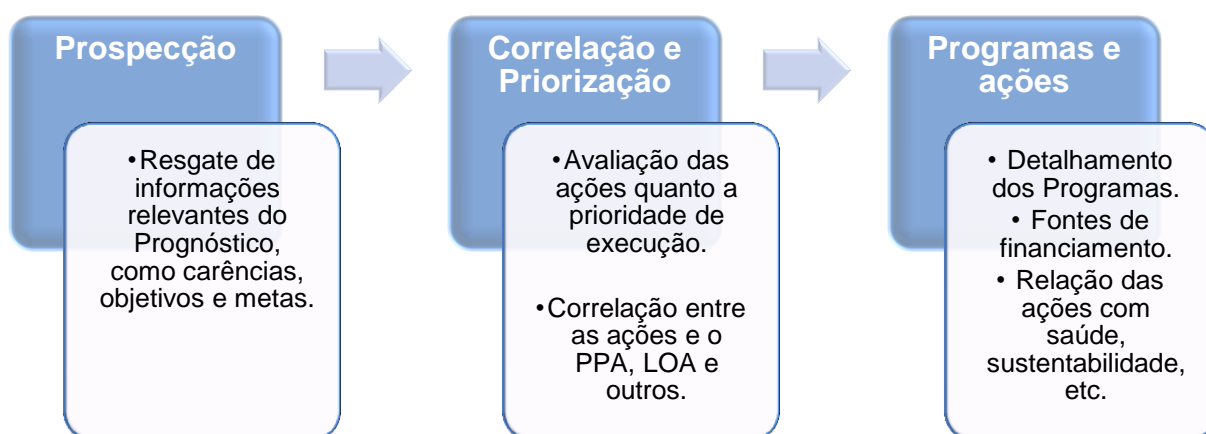 Prospecção
•Resgate de
informações
relevantes do
Prognóstico,
como carências,
objetivos e metas.
Correlação e
Priorização
•Avaliação das
ações quanto a
prioridade de
execução.
•Correlação entre
as ações e o
PPA, LOA e
outros.
Programas e
ações
• Detalhamento
dos Programas.
• Fontes de
financiamento.
• Relação das
ações com
saúde,
sustentabilidade,
etc.